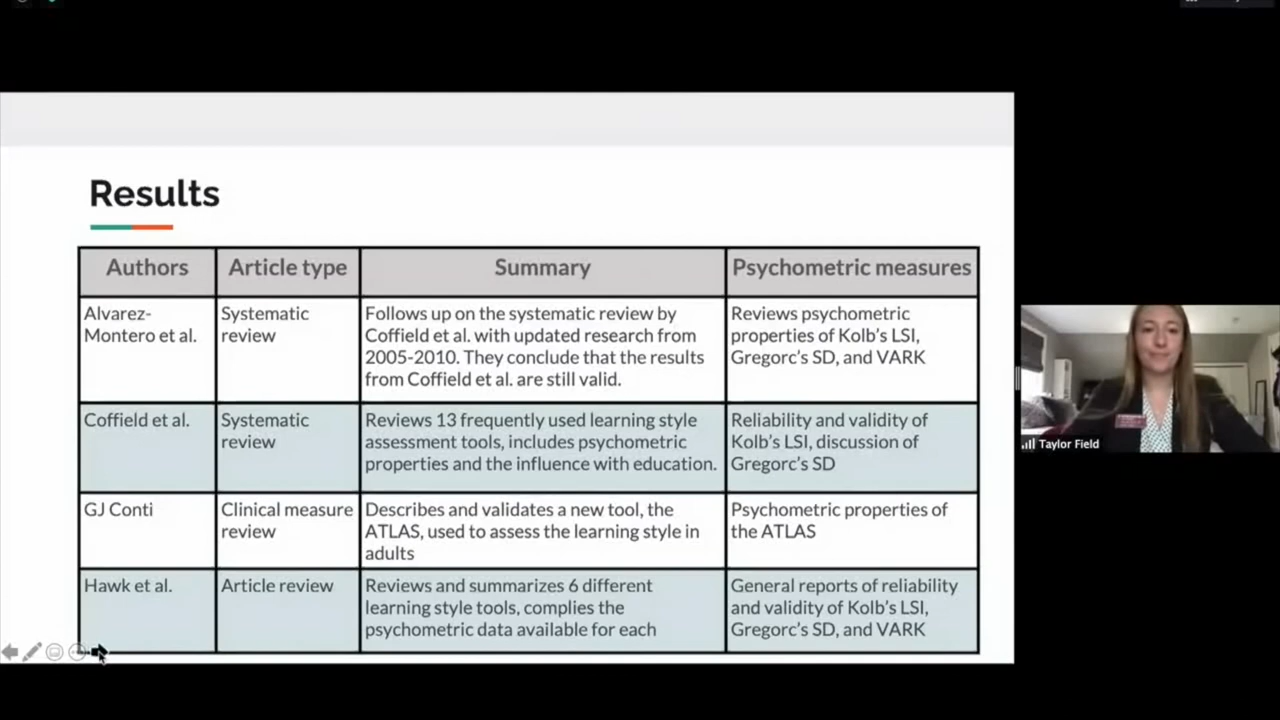 Results
Authors
Article type
Summary
Psychometric measures
Alvarez-
Montero et al.
Systematic
review
Follows up on the systematic review by
Coffield et al. with updated research from
2005-2010. They conclude that the results
from Coffield et al. are still valid.
Reviews psychometric
properties of Kolb's LSI,
Gregorc's SD, and VARK
Coffield et al.
Systematic
review
Reviews 13 frequently used learning style
assessment tools, includes psychometric
properties and the influence with education.
Reliability and validity of
Kolb's LSI, discussion of
Gregorc's SD
GJ Conti
Clinical measure
review
Describes and validates a new tool, the
ATLAS, used to assess the learning style in
adults
Psychometric properties of
the ATLAS
Hawk et al.
Article review
Reviews and summarizes 6 different
learning style tools, complies the
psychometric data available for each
General reports of reliability
and validity of Kolb's LSI,
Gregorc's SD, and VARK
Taylor Field